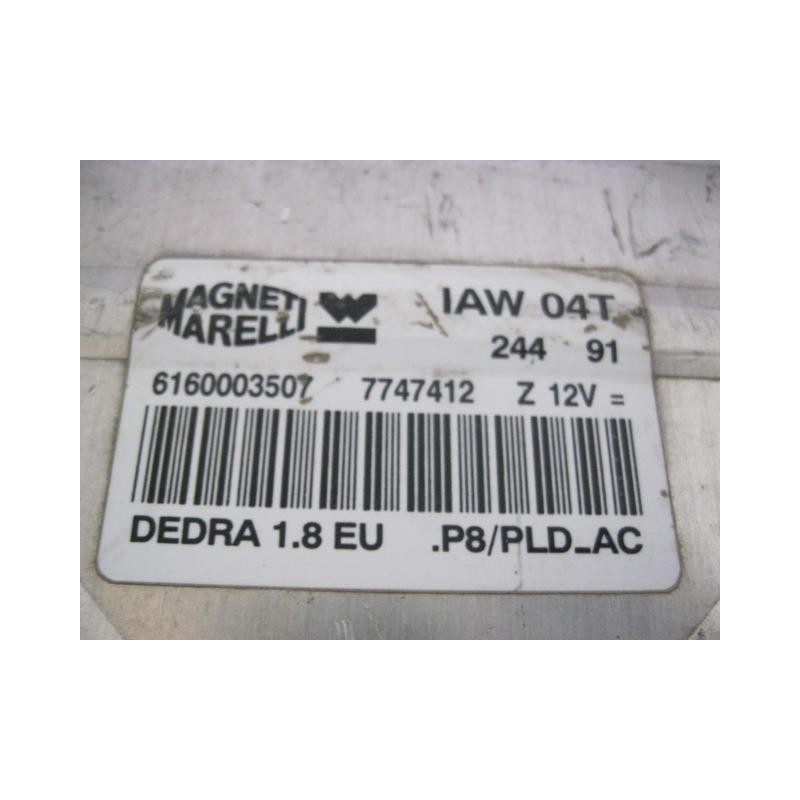 MAGNETI MARELLI W IAW 04T
244 91
6160003507 7747412 Z 12V =
DEDRA 1.8 EU .P8/PLD_AC